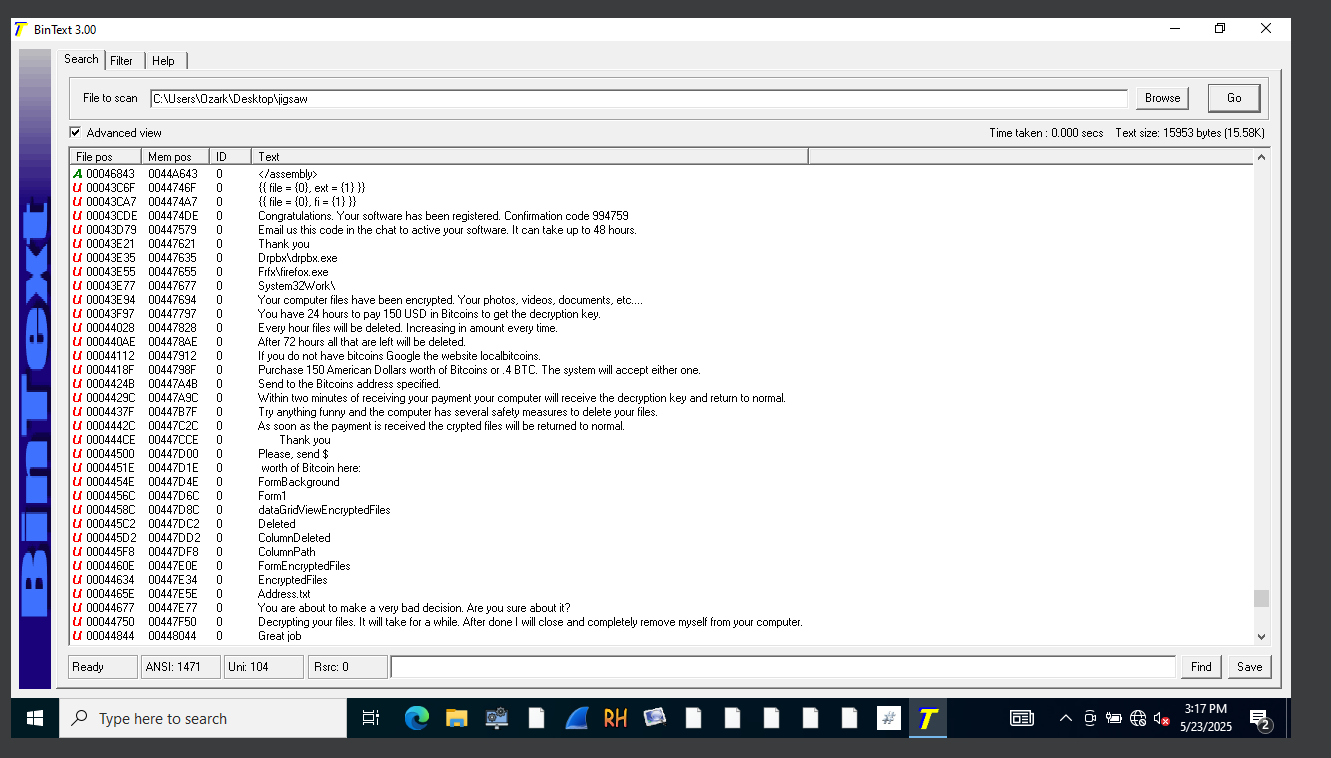 BinText 3.00
Search Filter Help
File to scan C:\Users\Ozark\Desktop\jigsaw Browse Go
Advanced view Time taken : 0.000 secs Text size: 15953 bytes (15.58K)
File pos Mem pos ID Text
A 00046843 0044A643 0 </assembly>
U 00043C6F 0044746F 0 {{ file = {0}, ext = {1} }}
U 00043CA7 004474A7 0 {{ file = {0}, fi = {1} }}
U 00043CDE 004474DE 0 Congratulations. Your software has been registered. Confirmation code 994759
U 00043D79 00447579 0 Email us this code in the chat to active your software. It can take up to 48 hours.
U 00043E21 00447621 0 Thank you
U 00043E35 00447635 0 Drpbx\drpbx.exe
U 00043E55 00447655 0 Frfx\firefox.exe
U 00043E77 00447677 0 System32Work\
U 00043E94 00447694 0 Your computer files have been encrypted. Your photos, videos, documents, etc....
U 00043F97 00447797 0 You have 24 hours to pay 150 USD in Bitcoins to get the decryption key.
U 00044028 00447828 0 Every hour files will be deleted. Increasing in amount every time.
U 000440AE 004478AE 0 After 72 hours all that are left will be deleted.
U 00044112 00447912 0 If you do not have bitcoins Google the website localbitcoins.
U 0004418F 0044798F 0 Purchase 150 American Dollars worth of Bitcoins or .4 BTC. The system will accept either one.
U 0004424B 00447A4B 0 Send to the Bitcoins address specified.
U 0004429C 00447A9C 0 Within two minutes of receiving your payment your computer will receive the decryption key and return to normal.
U 0004437F 00447B7F 0 Try anything funny and the computer has several safety measures to delete your files.
U 0004442C 00447C2C 0 As soon as the payment is received the crypted files will be returned to normal.
U 000444CE 00447CCE 0 Thank you
U 00044500 00447D00 0 Please, send $
U 0004451E 00447D1E 0 worth of Bitcoin here:
U 0004454E 00447D4E 0 FormBackground
U 0004456C 00447D6C 0 Form1
U 0004458C 00447D8C 0 dataGridViewEncryptedFiles
U 000445C2 00447DC2 0 Deleted
U 000445D2 00447DD2 0 ColumnDeleted
U 000445F8 00447DF8 0 ColumnPath
U 0004460E 00447E0E 0 FormEncryptedFiles
U 00044634 00447E34 0 EncryptedFiles
U 0004465E 00447E5E 0 Address.txt
U 00044677 00447E77 0 You are about to make a very bad decision. Are you sure about it?
U 00044750 00447F50 0 Decrypting your files. It will take for a while. After done I will close and completely remove myself from your computer.
U 00044844 00448044 0 Great job
BinText
Ready ANSI: 1471 Uni: 104 Rsrc: 0 Find Save
Type here to search RH # T 3:17 PM
5/23/2025 2